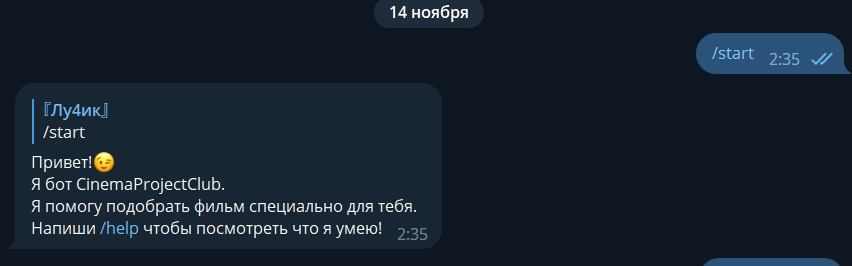 14 ноября
/start 2:35
『Лу4ик』
/start
Привет!😉
Я бот CinemaProjectClub.
Я помогу подобрать фильм специально для тебя.
Напиши /help чтобы посмотреть что я умею! 2:35